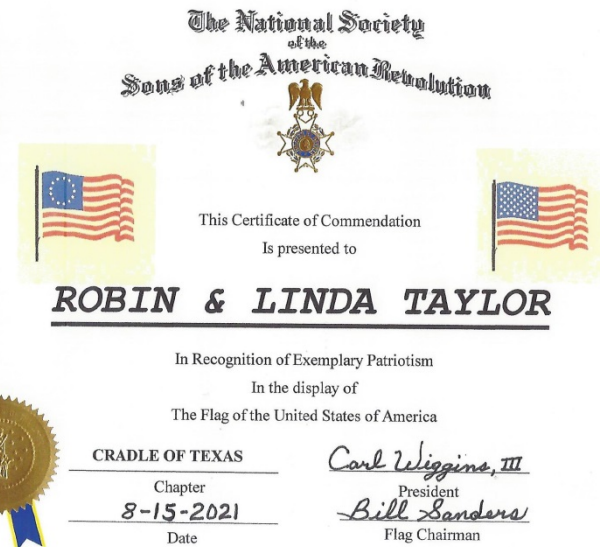 The National Society
of the
Sons of the American Revolution
This Certificate of Commendation
Is presented to
ROBIN & LINDA TAYLOR
In Recognition of Exemplary Patriotism
In the display of
The Flag of the United States of America
CRADLE OF TEXAS
Chapter
8-15-2021
Date
Carl Wiggins, III
President
Bill Sanders
Flag Chairman